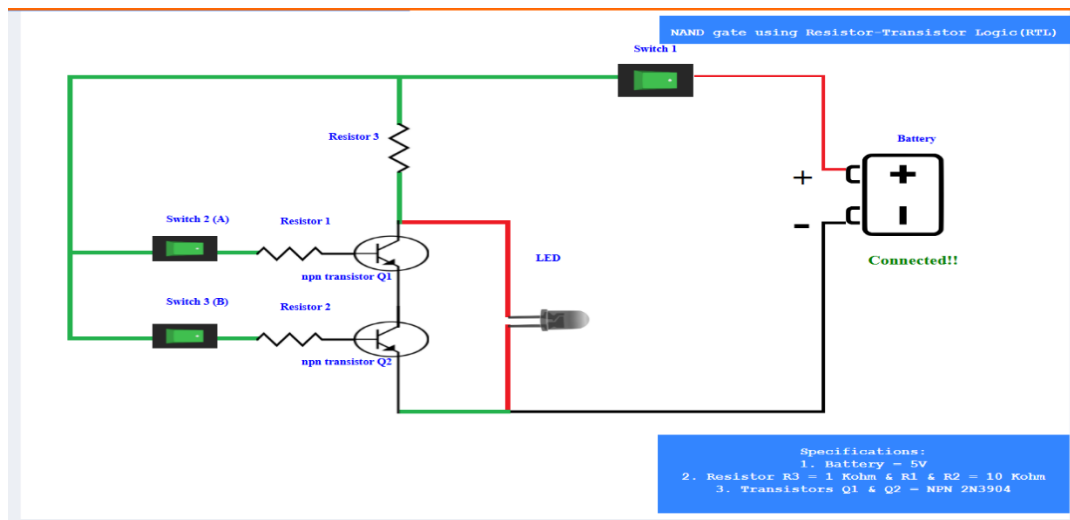 NAND gate using Resistor-Transistor Logic(RTL)
Switch 1
Resistor 3
Battery
+
+
-
-
Switch 2 (A)
Resistor 1
LED
Connected!!
npn transistor Q1
Switch 3 (B)
Resistor 2
npn transistor Q2
Specifications:
1. Battery = 5V
2. Resistor R3 = 1 Kohm & R1 & R2 = 10 Kohm
3. Transistors Q1 & Q2 = NPN 2N3904